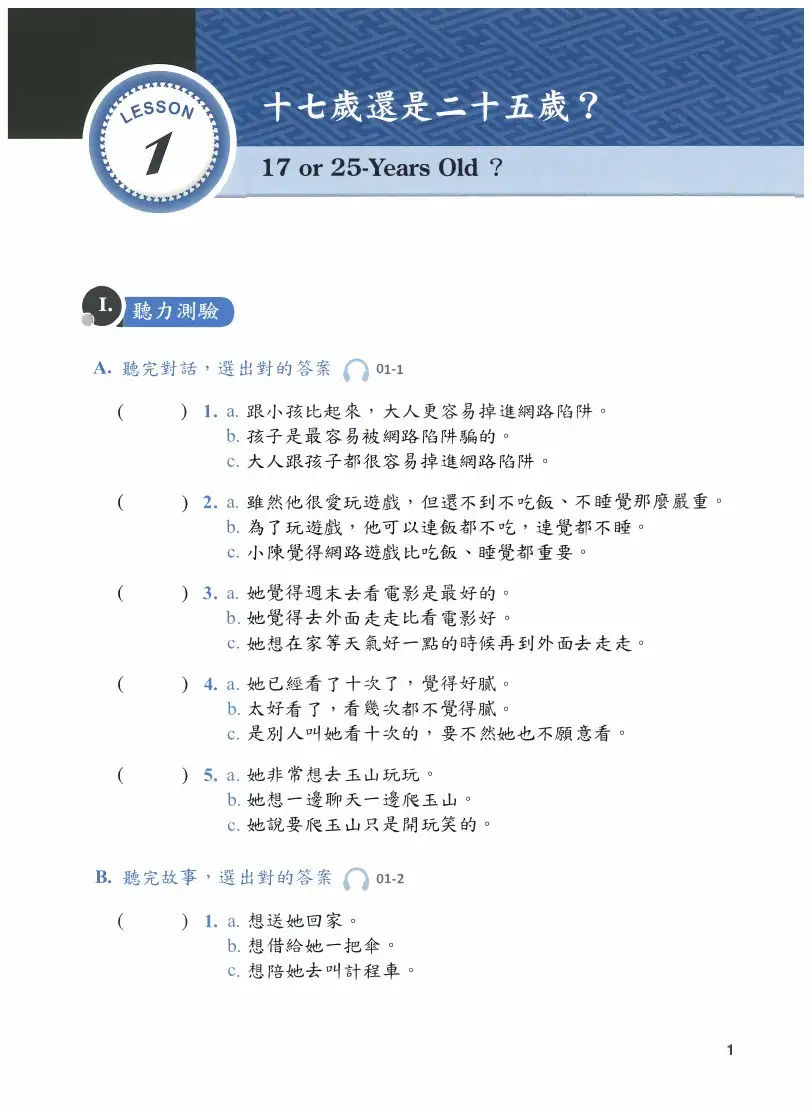 LESSON
1
十七歲還是二十五歲？
17 or 25-Years Old ?
I. 聽力測驗
A. 聽完對話，選出對的答案 01-1
( ) 1. a. 跟小孩比起來，大人更容易掉進網路陷阱。
b. 孩子是最容易被網路陷阱騙的。
c. 大人跟孩子都很容易掉進網路陷阱。
( ) 2. a. 雖然他很愛玩遊戲，但還不到不吃飯、不睡覺那麼嚴重。
b. 為了玩遊戲，他可以連飯都不吃，連覺都不睡。
c. 小陳覺得網路遊戲比吃飯、睡覺都重要。
( ) 3. a. 她覺得週末去看電影是最好的。
b. 她覺得去外面走走比看電影好。
c. 她想在家等天氣好一點的時候再到外面去走走。
( ) 4. a. 她已經看了十次了，覺得好膩。
b. 太好看了，看幾次都不覺得膩。
c. 是別人叫她看十次的，要不然她也不願意看。
( ) 5. a. 她非常想去玉山玩玩。
b. 她想一邊聊天一邊爬玉山。
c. 她說要爬玉山只是開玩笑的。
B. 聽完故事，選出對的答案 01-2
( ) 1. a. 想送她回家。
b. 想借給她一把傘。
c. 想陪她去叫計程車。
1